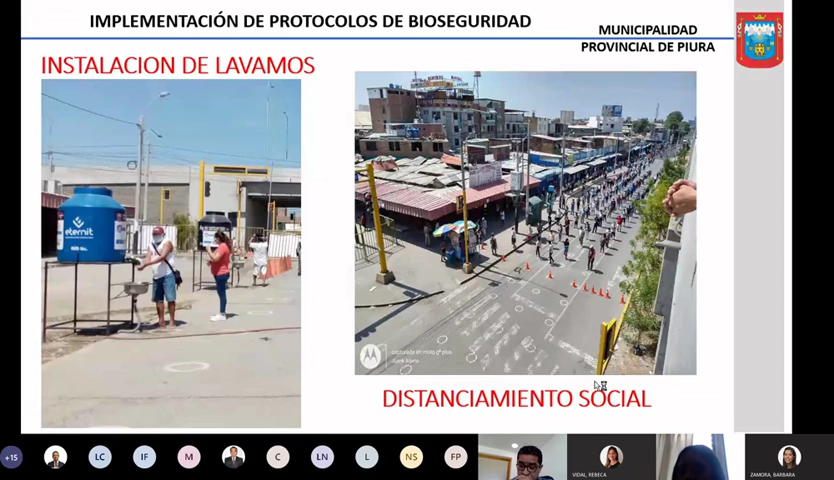 IMPLEMENTACIÓN DE PROTOCOLOS DE BIOSEGURIDAD
MUNICIPALIDAD
PROVINCIAL DE PIURA
INSTALACION DE LAVAMOS
eternit
DISTANCIAMIENTO SOCIAL
+15
LC
IF
M
C
LN
L
NS
FP
VIDAL, REBECA
ZAMORA, BARBARA